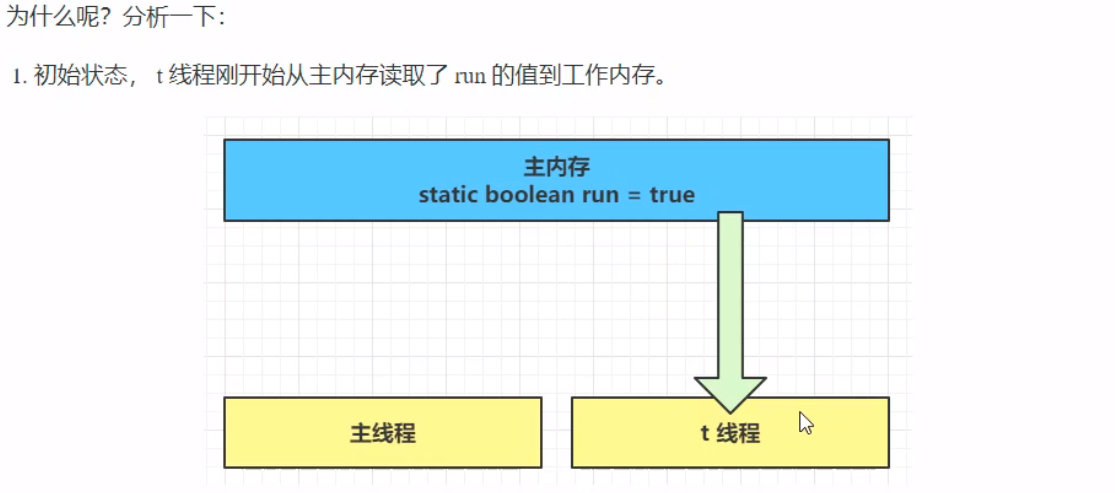 为什么呢？分析一下：
1. 初始状态， t 线程刚开始从主内存读取了 run 的值到工作内存。
主内存
static boolean run = true
主线程
t 线程